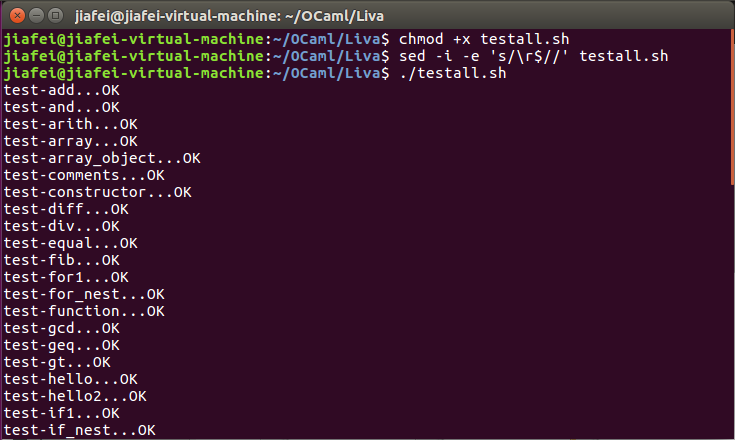 jiafei@jiafei-virtual-machine: ~/OCaml/Liva
jiafei@jiafei-virtual-machine:~/OCaml/Liva$ chmod +x testall.sh
jiafei@jiafei-virtual-machine:~/OCaml/Liva$ sed -i -e 's/\r$//' testall.sh
jiafei@jiafei-virtual-machine:~/OCaml/Liva$ ./testall.sh
test-add...OK
test-and...OK
test-arith...OK
test-array...OK
test-array_object...OK
test-comments...OK
test-constructor...OK
test-diff...OK
test-div...OK
test-equal...OK
test-fib...OK
test-for1...OK
test-for_nest...OK
test-function...OK
test-gcd...OK
test-geq...OK
test-gt...OK
test-hello...OK
test-hello2...OK
test-if1...OK
test-if_nest...OK